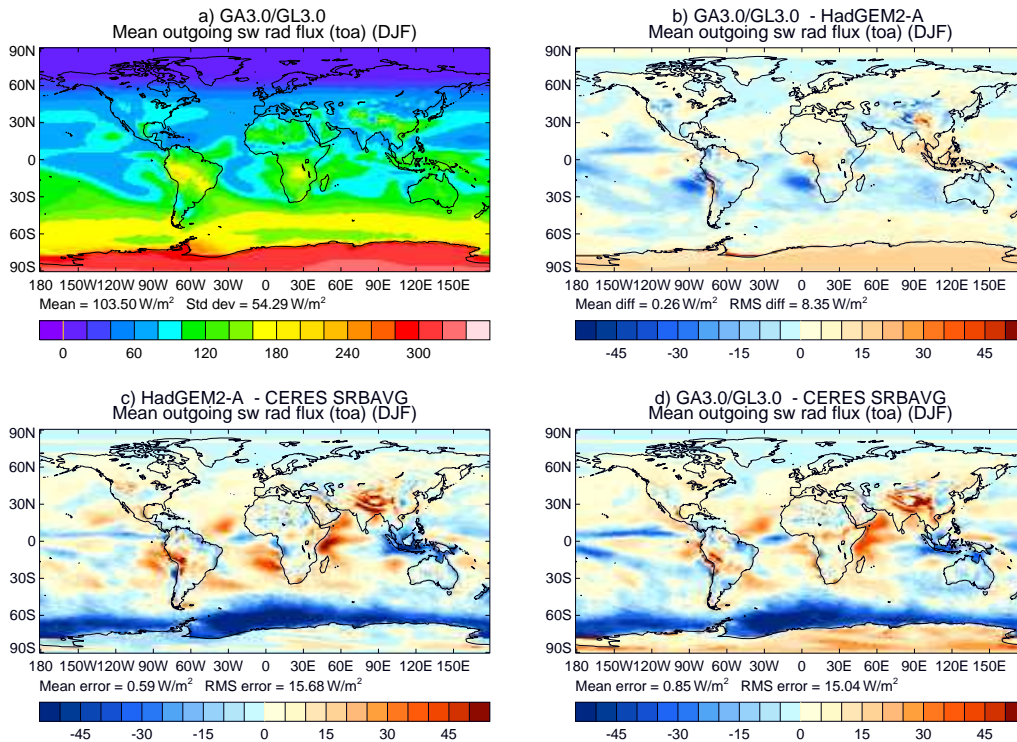 a) GA3.0/GL3.0
Mean outgoing sw rad flux (toa) (DJF)
90N
60N
30N
0
30S
60S
90S
180 150W 120W 90W 60W 30W 0 30E 60E 90E 120E 150E
Mean = 103.50 W/m² Std dev = 54.29 W/m²
0 60 120 180 240 300
b) GA3.0/GL3.0 - HadGEM2-A
Mean outgoing sw rad flux (toa) (DJF)
90N
60N
30N
0
30S
60S
90S
180 150W 120W 90W 60W 30W 0 30E 60E 90E 120E 150E
Mean diff = 0.26 W/m² RMS diff = 8.35 W/m²
-45 -30 -15 0 15 30 45
c) HadGEM2-A - CERES SRBAVG
Mean outgoing sw rad flux (toa) (DJF)
90N
60N
30N
0
30S
60S
90S
180 150W 120W 90W 60W 30W 0 30E 60E 90E 120E 150E
Mean error = 0.59 W/m² RMS error = 15.68 W/m²
-45 -30 -15 0 15 30 45
d) GA3.0/GL3.0 - CERES SRBAVG
Mean outgoing sw rad flux (toa) (DJF)
90N
60N
30N
0
30S
60S
90S
180 150W 120W 90W 60W 30W 0 30E 60E 90E 120E 150E
Mean error = 0.85 W/m² RMS error = 15.04 W/m²
-45 -30 -15 0 15 30 45